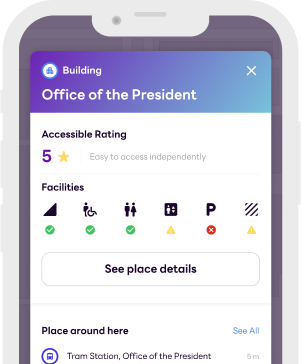 Building
Office of the President
Accessible Rating
5
Easy to access independently
Facilities
P
See place details
Place around here
See All
Tram Station, Office of the President
5 m